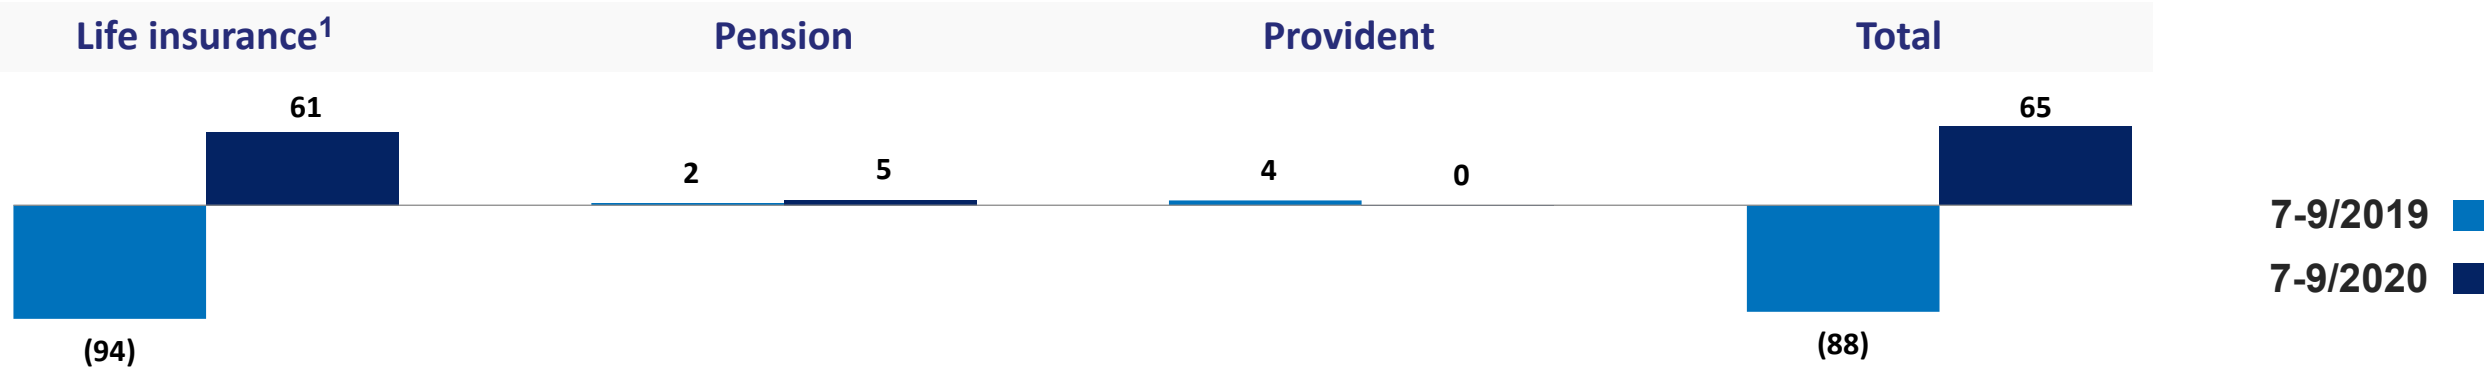 Life insurance1 Pension Provident Total
61 65
2 5 4 0
7-9/2019
7-9/2020
(94) (88)